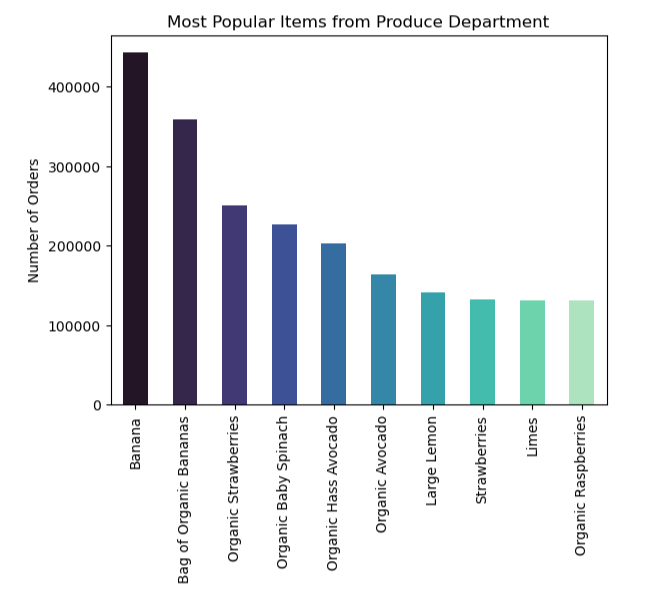 Most Popular Items from Produce Department
Number of Orders
400000
300000
200000
100000
0
Banana
Bag of Organic Bananas
Organic Strawberries
Organic Baby Spinach
Organic Hass Avocado
Organic Avocado
Large Lemon
Strawberries
Limes
Organic Raspberries